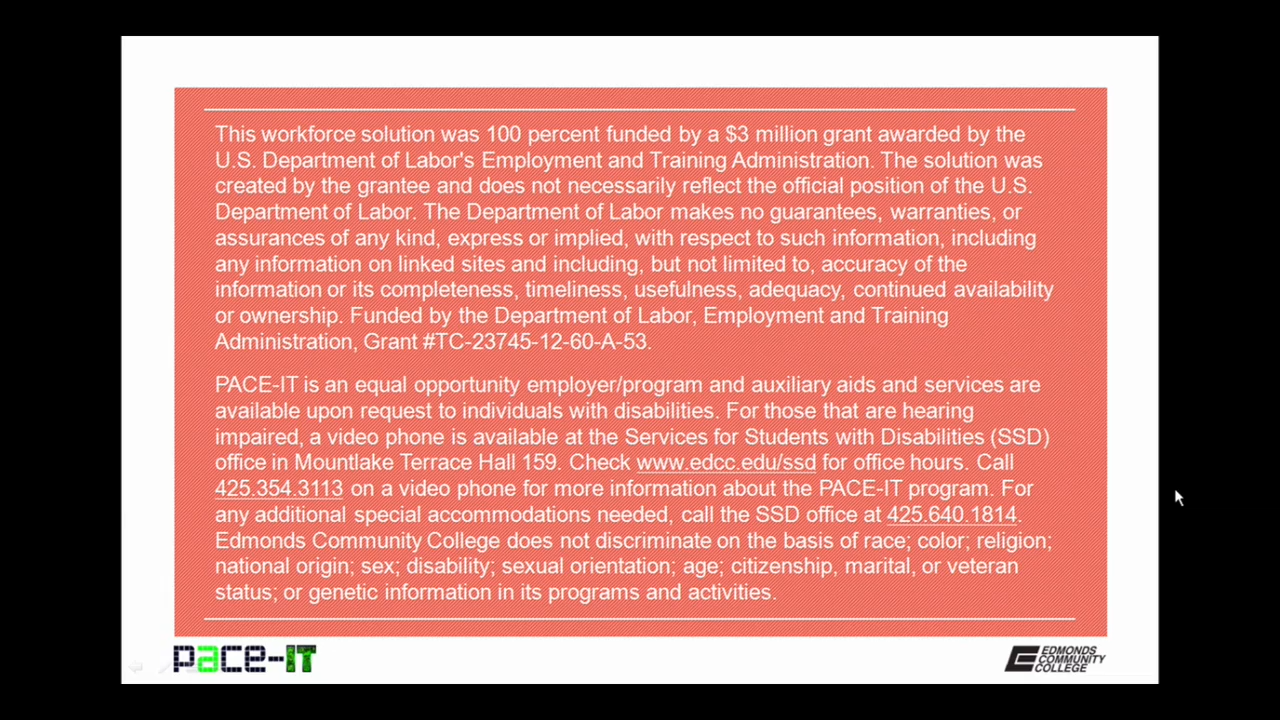 This workforce solution was 100 percent funded by a $3 million grant awarded by the
U.S. Department of Labor's Employment and Training Administration. The solution was
created by the grantee and does not necessarily reflect the official position of the U.S.
Department of Labor. The Department of Labor makes no guarantees, warranties, or
assurances of any kind, express or implied, with respect to such information, including
any information on linked sites and including, but not limited to, accuracy of the
information or its completeness, timeliness, usefulness, adequacy, continued availability
or ownership. Funded by the Department of Labor, Employment and Training
Administration, Grant #TC-23745-12-60-A-53.
PACE-IT is an equal opportunity employer/program and auxiliary aids and services are
available upon request to individuals with disabilities. For those that are hearing
impaired, a video phone is available at the Services for Students with Disabilities (SSD)
office in Mountlake Terrace Hall 159. Check www.edcc.edu/ssd for office hours. Call
425.354.3113 on a video phone for more information about the PACE-IT program. For
any additional special accommodations needed, call the SSD office at 425.640.1814.
Edmonds Community College does not discriminate on the basis of race; color; religion;
national origin; sex; disability; sexual orientation; age; citizenship, marital, or veteran
status; or genetic information in its programs and activities.
pace-IT
EDMONDS
COMMUNITY
COLLEGE